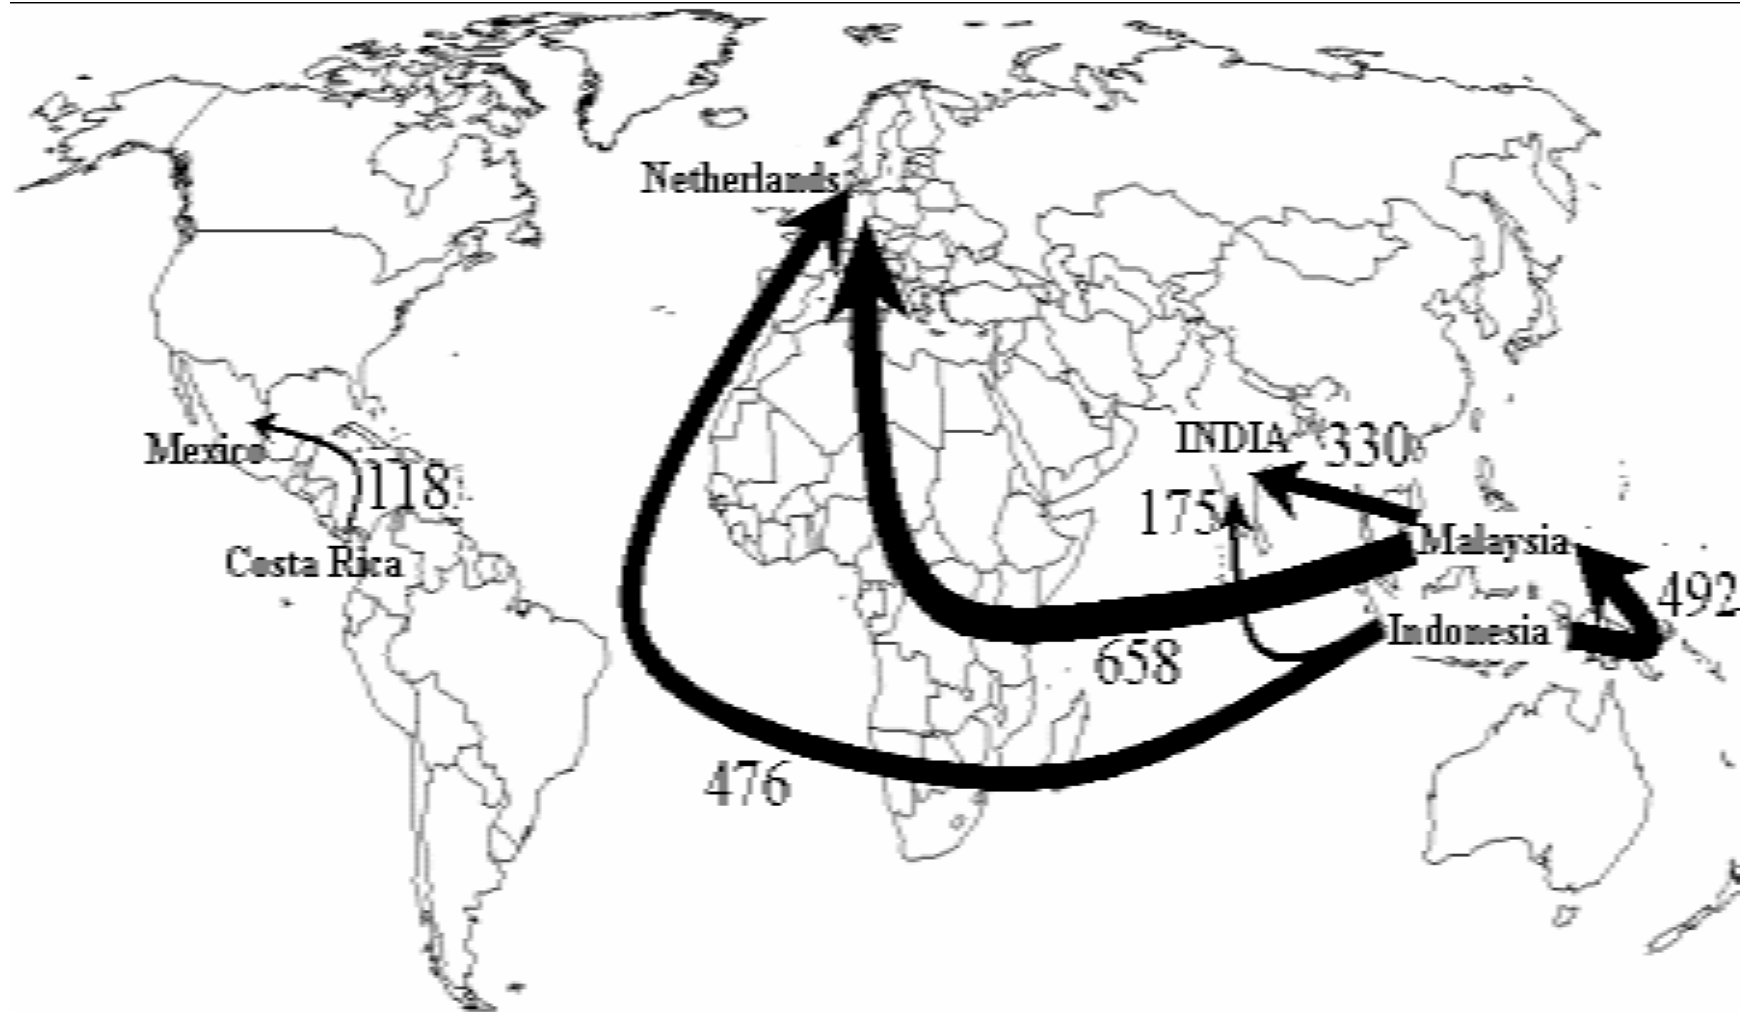 Netherlands
INDIA
330
Mexico
118
175
Malaysia
Costa Rica
492
Indonesia
658
476